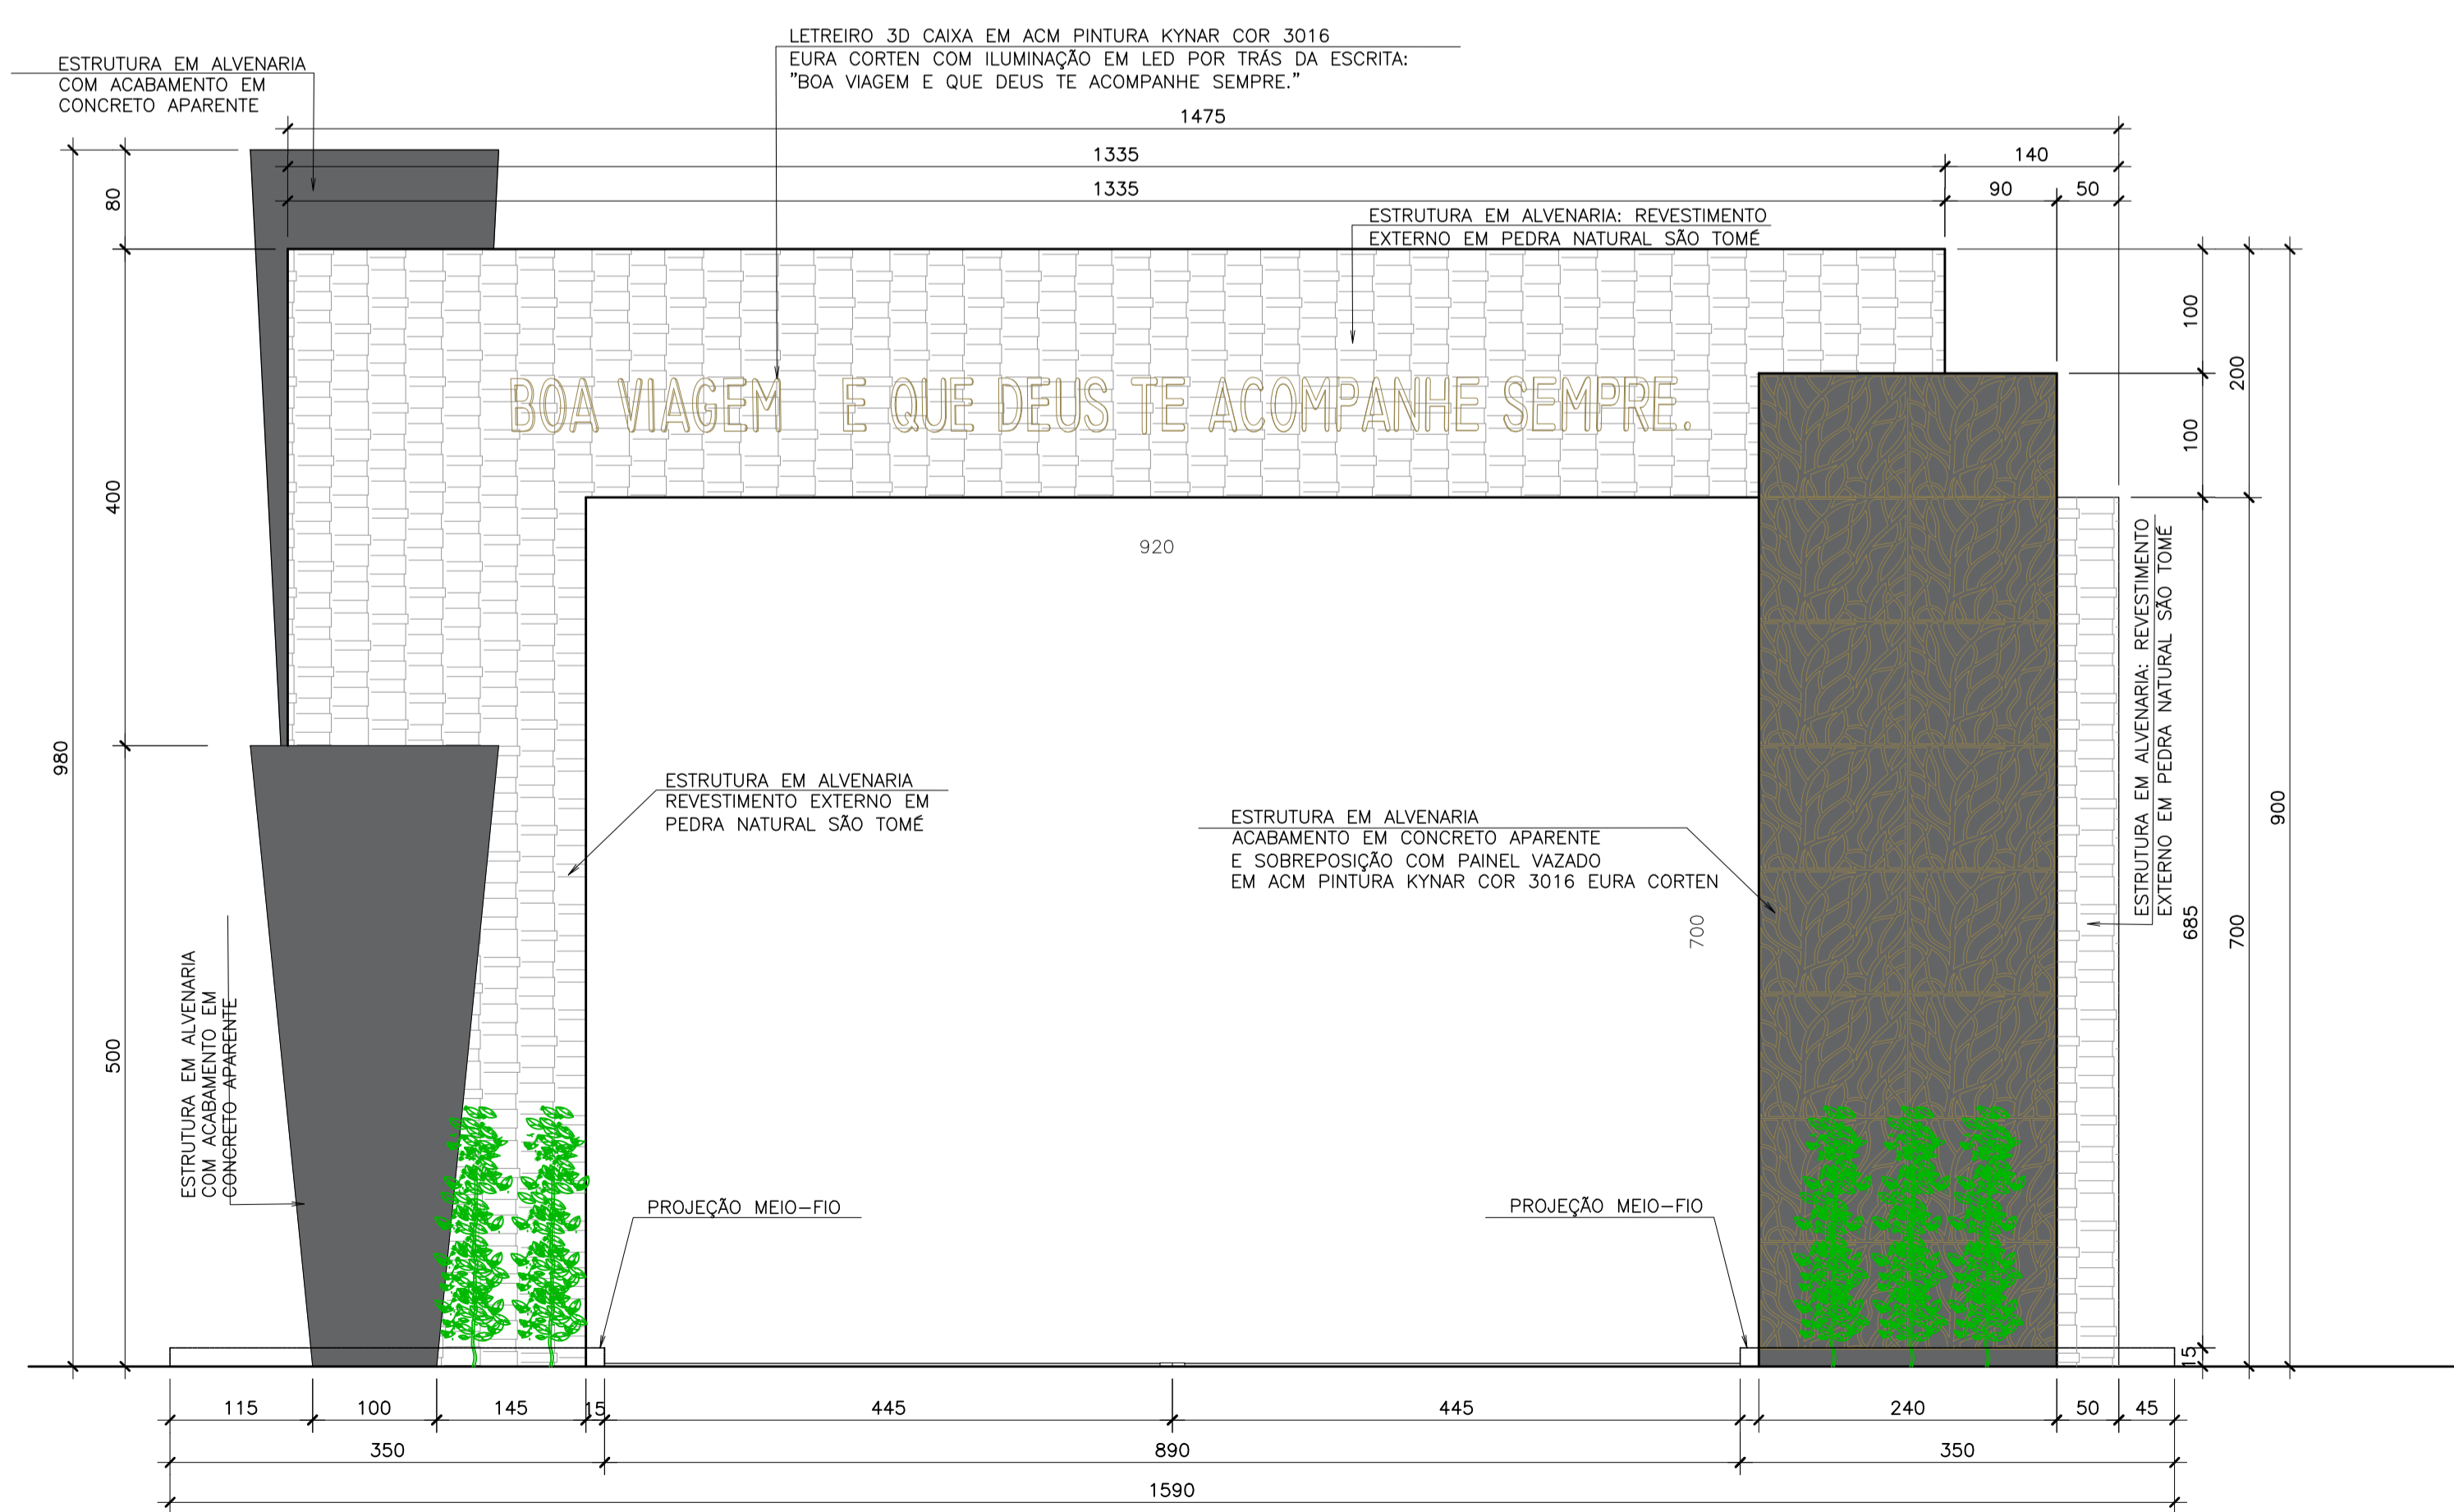 LETREIRO 3D CAIXA EM ACM PINTURA KYNAR COR 3016
EURA CORTEN COM ILUMINAÇÃO EM LED POR TRÁS DA ESCRITA:
"BOA VIAGEM E QUE DEUS TE ACOMPANHE SEMPRE."
ESTRUTURA EM ALVENARIA
COM ACABAMENTO EM
CONCRETO APARENTE
1475
1335
140
1335
90
50
ESTRUTURA EM ALVENARIA: REVESTIMENTO
EXTERNO EM PEDRA NATURAL SÃO TOMÉ
80
400
980
500
100
200
100
900
685
700
15
BOA VIAGEM E QUE DEUS TE ACOMPANHE SEMPRE.
920
ESTRUTURA EM ALVENARIA: REVESTIMENTO
EXTERNO EM PEDRA NATURAL SÃO TOMÉ
ESTRUTURA EM ALVENARIA
REVESTIMENTO EXTERNO EM
PEDRA NATURAL SÃO TOMÉ
ESTRUTURA EM ALVENARIA
ACABAMENTO EM CONCRETO APARENTE
E SOBREPOSIÇÃO COM PAINEL VAZADO
EM ACM PINTURA KYNAR COR 3016 EURA CORTEN
700
ESTRUTURA EM ALVENARIA
COM ACABAMENTO EM
CONCRETO APARENTE
PROJEÇÃO MEIO-FIO
PROJEÇÃO MEIO-FIO
115
100
145
15
445
445
240
50
45
350
890
350
1590